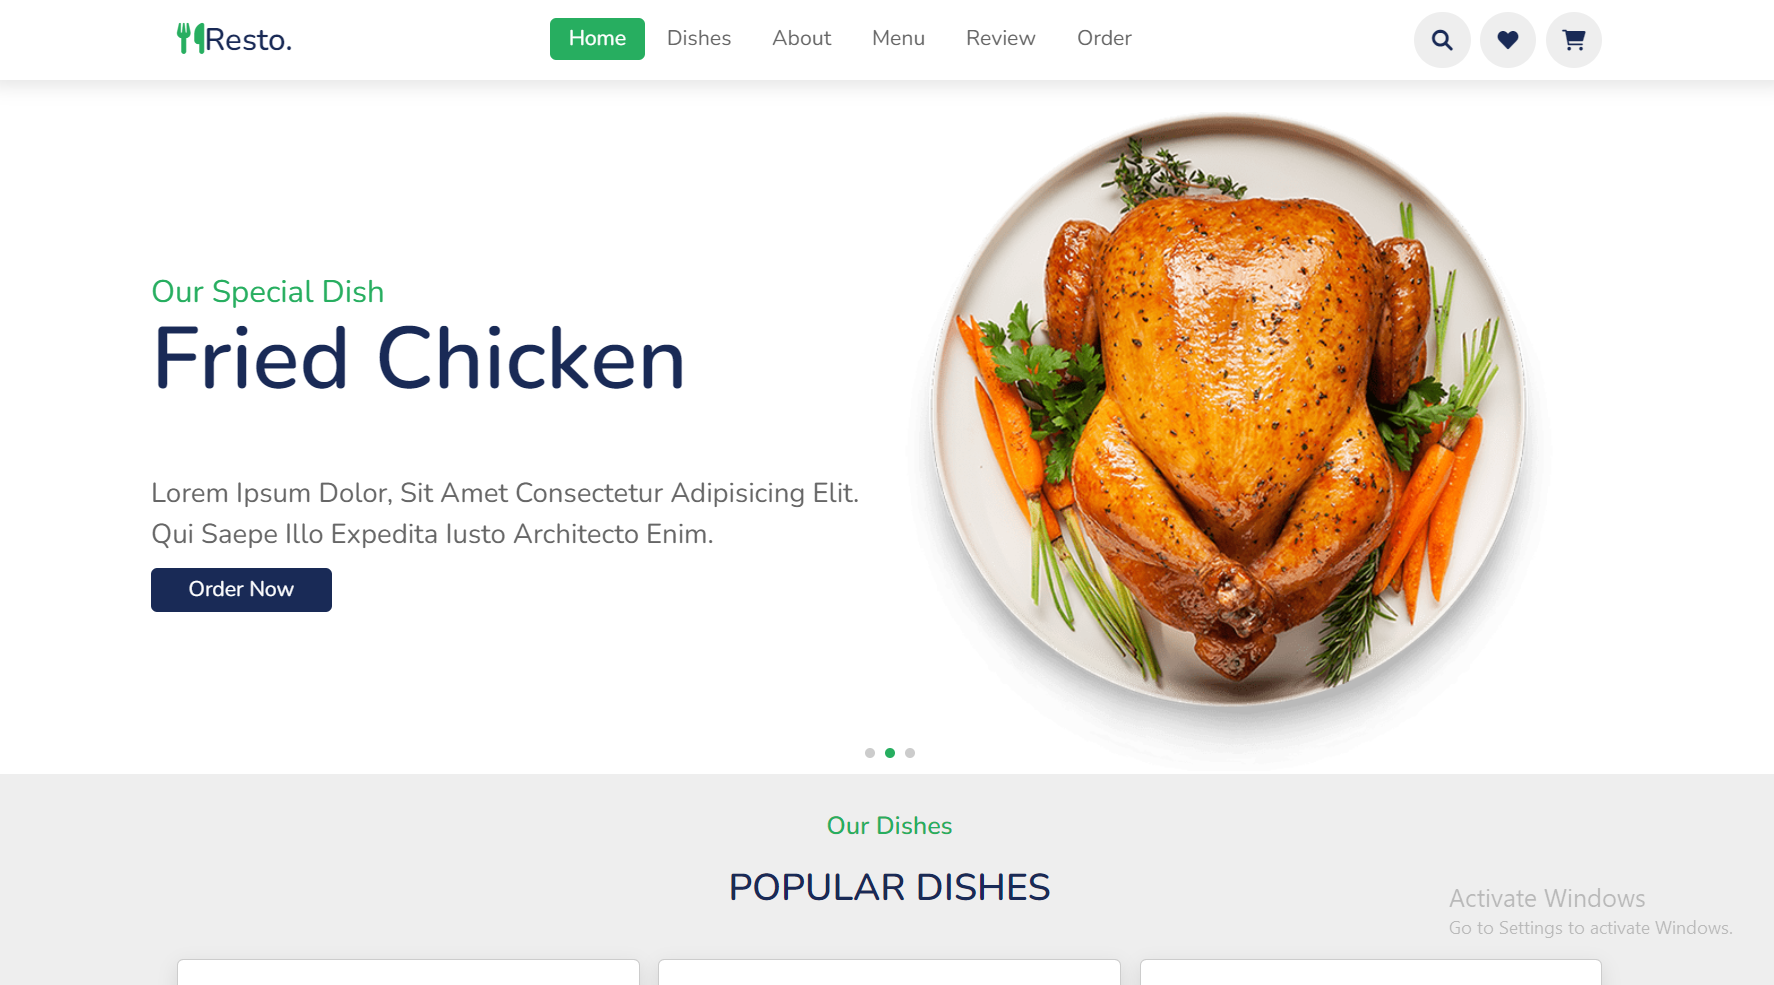 Resto.
Home Dishes About Menu Review Order
Our Special Dish
Fried Chicken
Lorem Ipsum Dolor, Sit Amet Consectetur Adipisicing Elit.
Qui Saepe Illo Expedita Iusto Architecto Enim.
Order Now
Our Dishes
POPULAR DISHES
Activate Windows
Go to Settings to activate Windows.